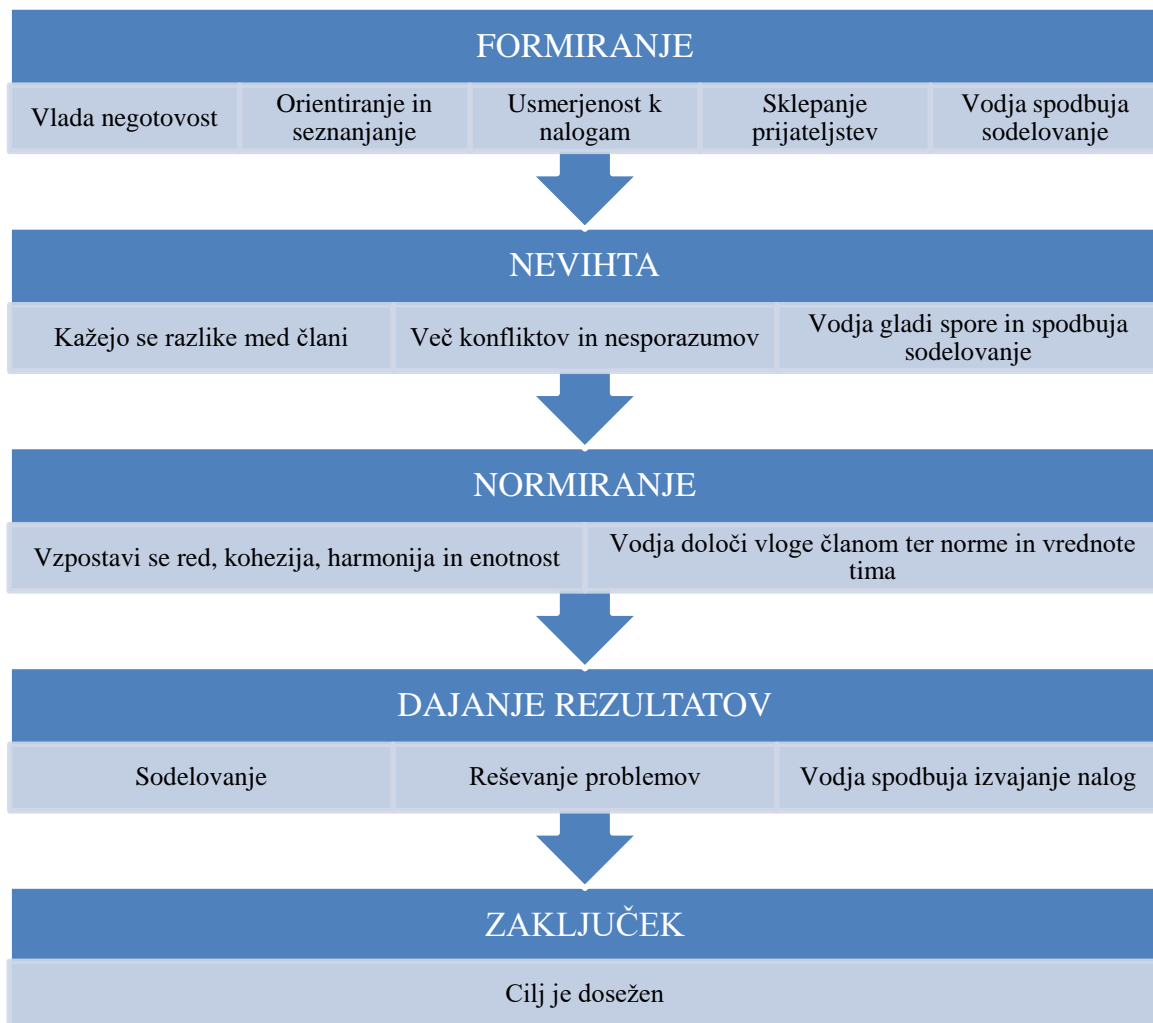 FORMIRANJE
Vlada negotovost
Orientiranje in
seznanjanje
Usmerjenost k
nalogam
Sklepanje
prijateljstev
Vodja spodbuja
sodelovanje
NEVIHTA
Kažejo se razlike med člani
Več konfliktov in nesporazumov
Vodja gladi spore in spodbuja
sodelovanje
NORMIRANJE
Vzpostavi se red, kohezija, harmonija in enotnost
Vodja določi vloge članom ter norme in vrednote
tima
DAJANJE REZULTATOV
Sodelovanje
Reševanje problemov
Vodja spodbuja izvajanje nalog
ZAKLJUČEK
Cilj je dosežen